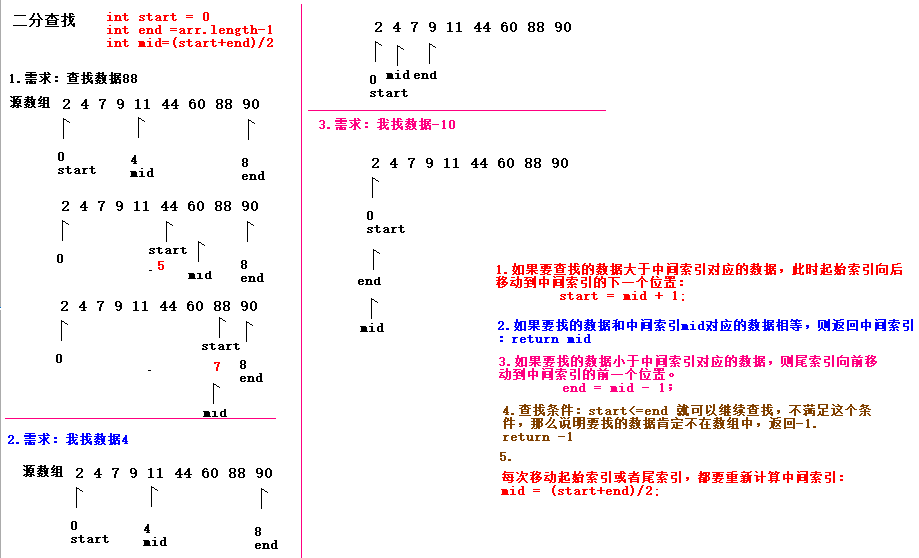 二分查找
int start = 0
int end =arr.length-1
int mid=(start+end)/2
1.需求：查找数据88
源数组 2 4 7 9 11 44 60 88 90
0
start
4
mid
8
end
2 4 7 9 11 44 60 88 90
0
start
5
mid
8
end
2 4 7 9 11 44 60 88 90
0
start
7
8
end
mid
2.需求：我找数据4
源数组 2 4 7 9 11 44 60 88 90
0
start
4
mid
8
end
2 4 7 9 11 44 60 88 90
0
start
mid
end
3.需求：我找数据-10
2 4 7 9 11 44 60 88 90
0
start
end
mid
1.如果要查找的数据大于中间索引对应的数据，此时起始索引向后
移动到中间索引的下一个位置：
start = mid + 1;
2.如果要找的数据和中间索引mid对应的数据相等，则返回中间索引
：return mid
3.如果要找的数据小于中间索引对应的数据，则尾索引向前移
动到中间索引的前一个位置。
end = mid - 1;
4.查找条件：start<=end 就可以继续查找，不满足这个条
件，那么说明要找的数据肯定不在数组中，返回-1.
return -1
5.
每次移动起始索引或者尾索引，都要重新计算中间索引：
mid = (start+end)/2;